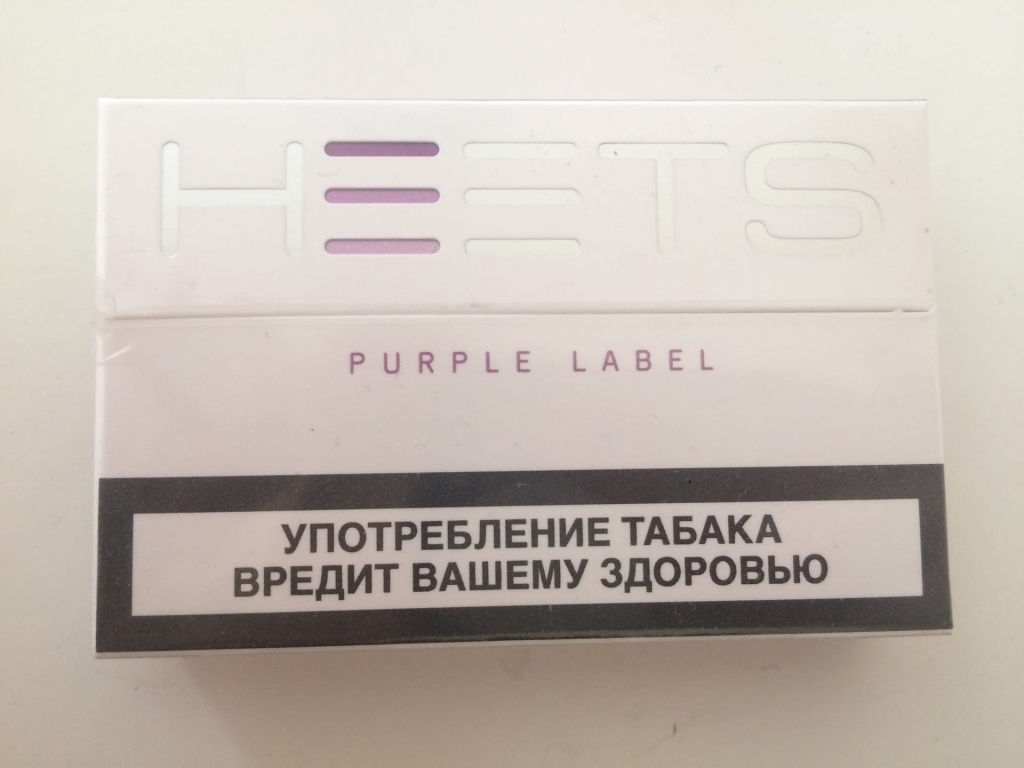 HEETS
PURPLE LABEL
УПОТРЕБЛЕНИЕ ТАБАКА
ВРЕДИТ ВАШЕМУ ЗДОРОВЬЮ